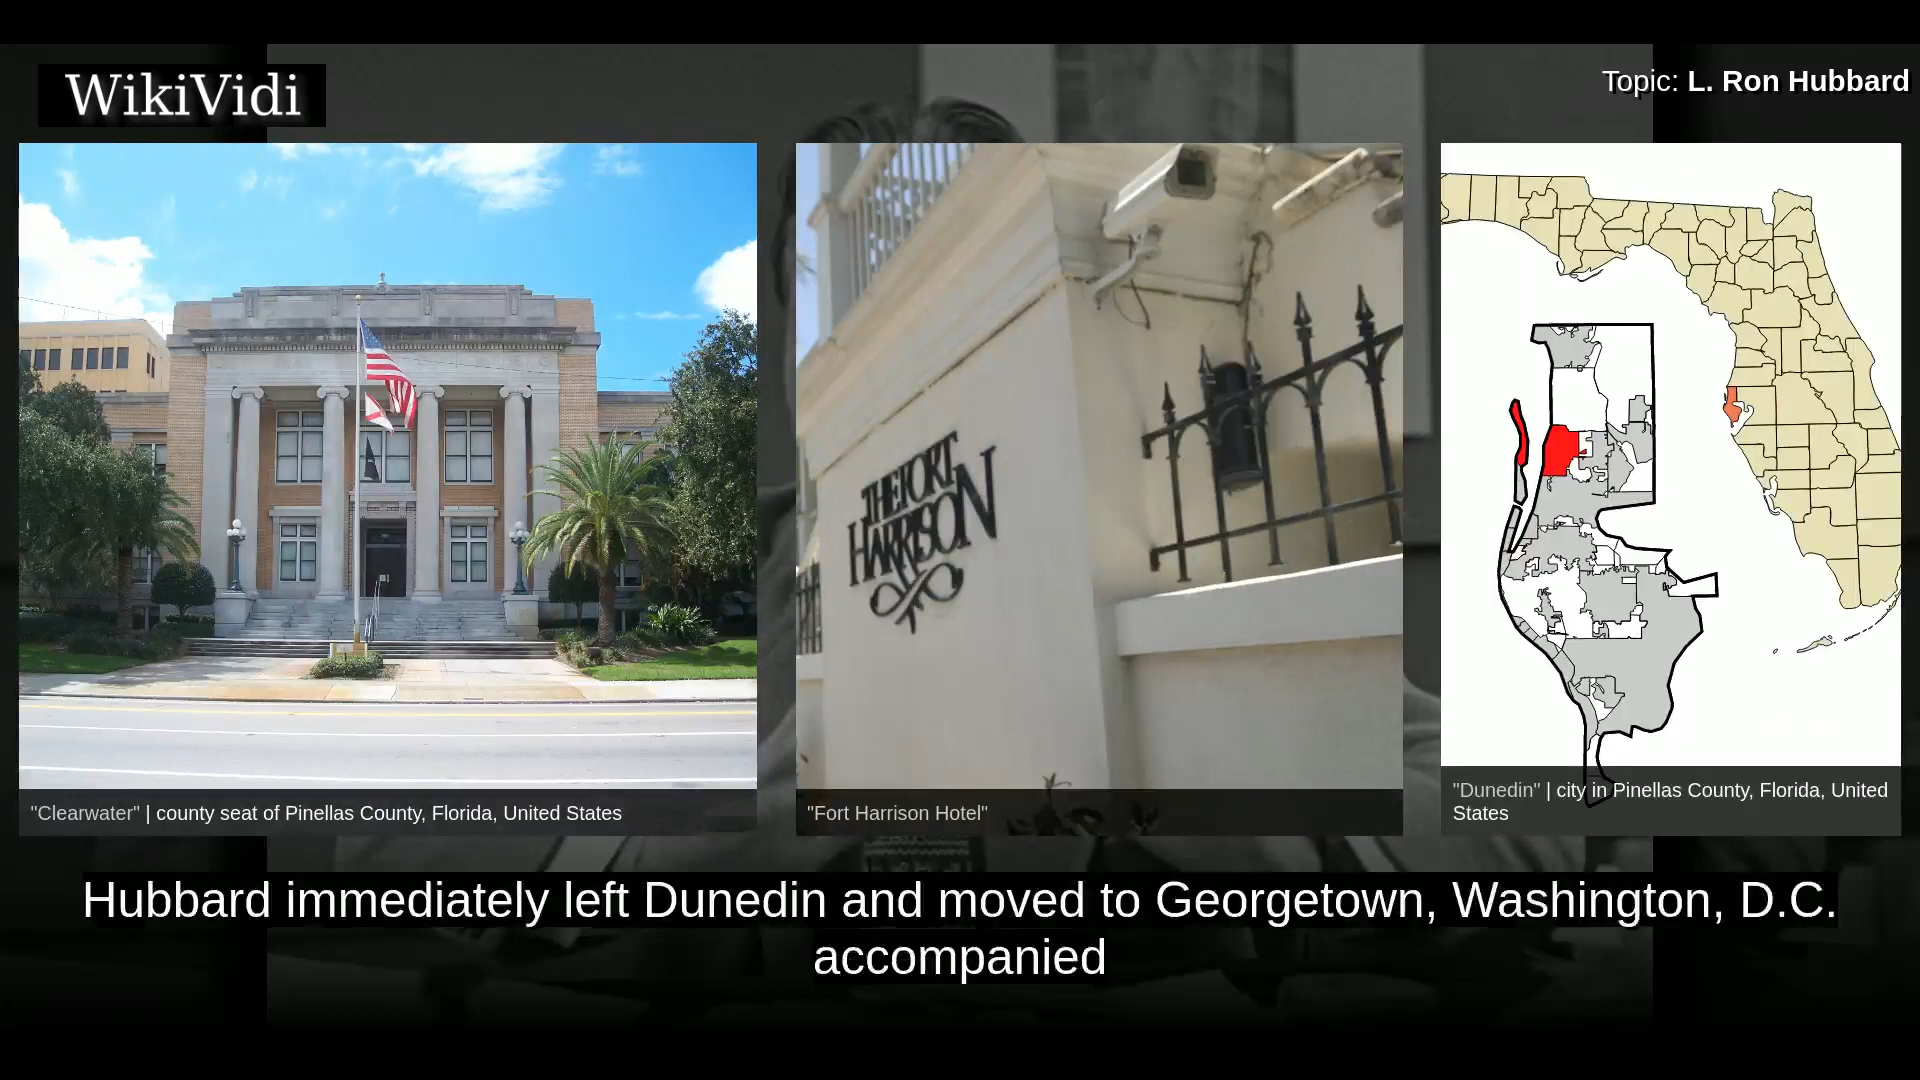 WikiVidi
Topic: L. Ron Hubbard
THE FORT
HARRISON
"Clearwater" | county seat of Pinellas County, Florida, United States
"Fort Harrison Hotel"
"Dunedin" | city in Pinellas County, Florida, United
States
Hubbard immediately left Dunedin and moved to Georgetown, Washington, D.C.
accompanied